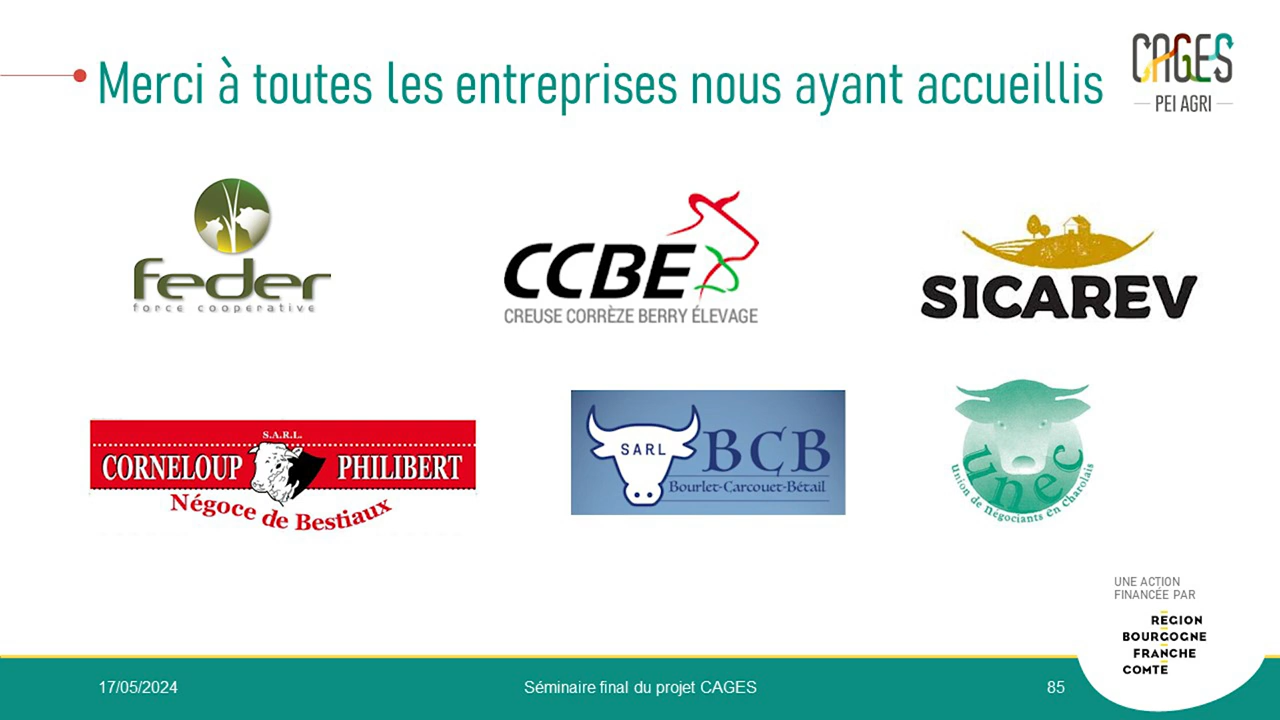 Merci à toutes les entreprises nous ayant accueillis
CAGES
PEI AGRI
feder
force cooperative
CCBE
CREUSE CORRÈZE BERRY ÉLEVAGE
SICAREV
S.A.R.L.
CORNELOUP PHILIBERT
Négoce de Bestiaux
SARL
BCB
Bourlet-Carcouet-Bétail
unec
Union de Négociants en Charolais
UNE ACTION
FINANCÉE PAR
REGION
BOURGOGNE
FRANCHE
COMTE
17/05/2024
Séminaire final du projet CAGES
85